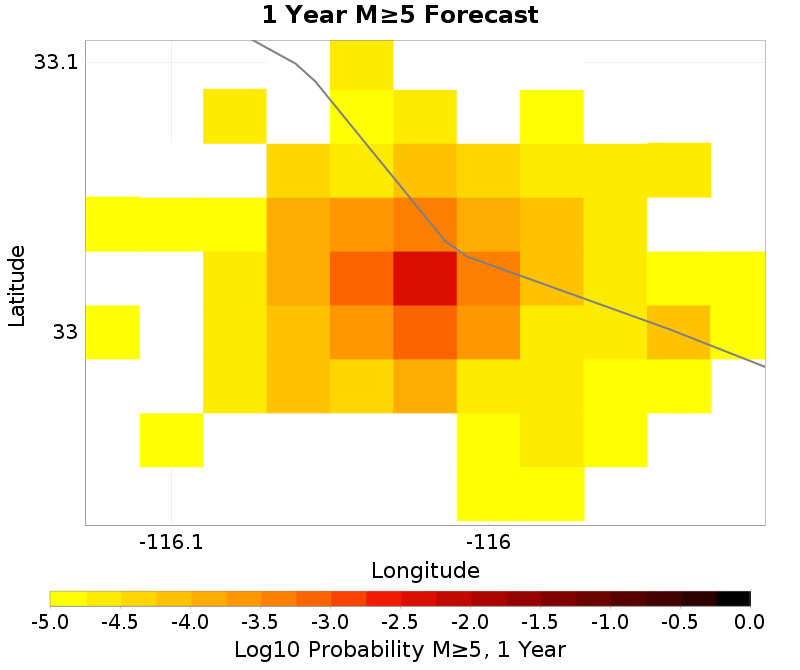 1 Year M≥5 Forecast
33.1
33
Latitude
-116.1 -116
Longitude
-5.0 -4.5 -4.0 -3.5 -3.0 -2.5 -2.0 -1.5 -1.0 -0.5 0.0
Log10 Probability M≥5, 1 Year